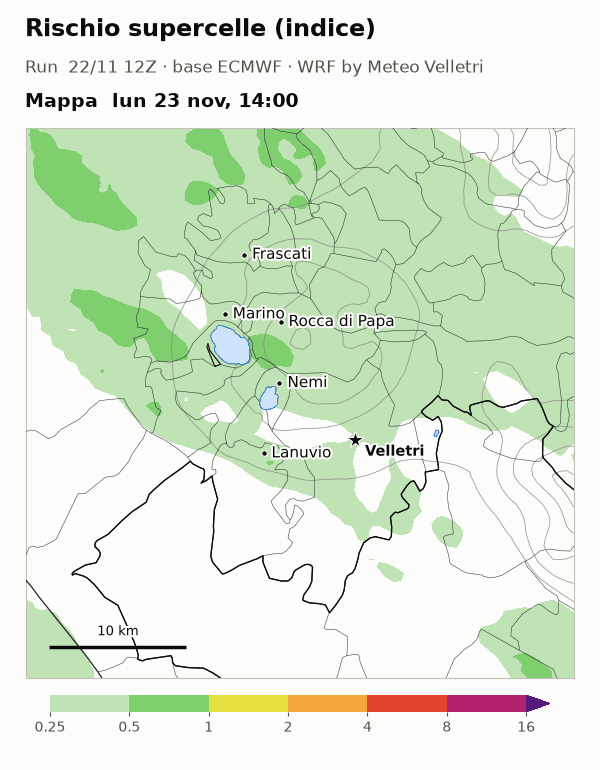 Rischio supercelle (indice)
Run 22/11 12Z · base ECMWF · WRF by Meteo Velletri
Mappa lun 23 nov, 14:00
Frascati
Marino
Rocca di Papa
Nemi
Velletri
Lanuvio
10 km
0.25 0.5 1 2 4 8 16